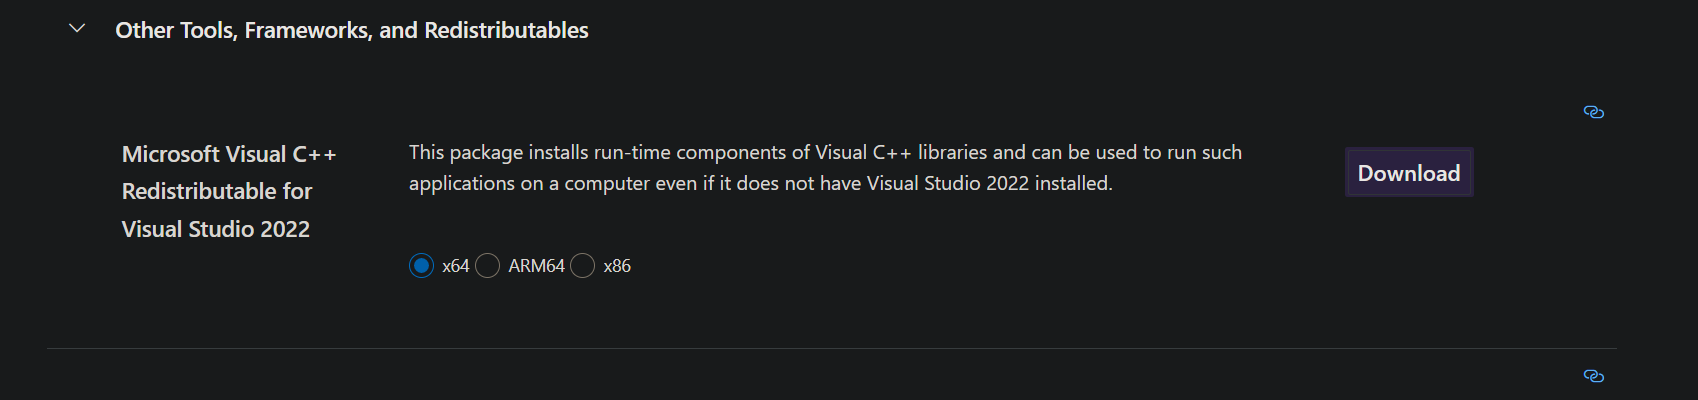 Other Tools, Frameworks, and Redistributables
Microsoft Visual C++
Redistributable for
Visual Studio 2022
This package installs run-time components of Visual C++ libraries and can be used to run such
applications on a computer even if it does not have Visual Studio 2022 installed.
x64 ARM64 x86
Download